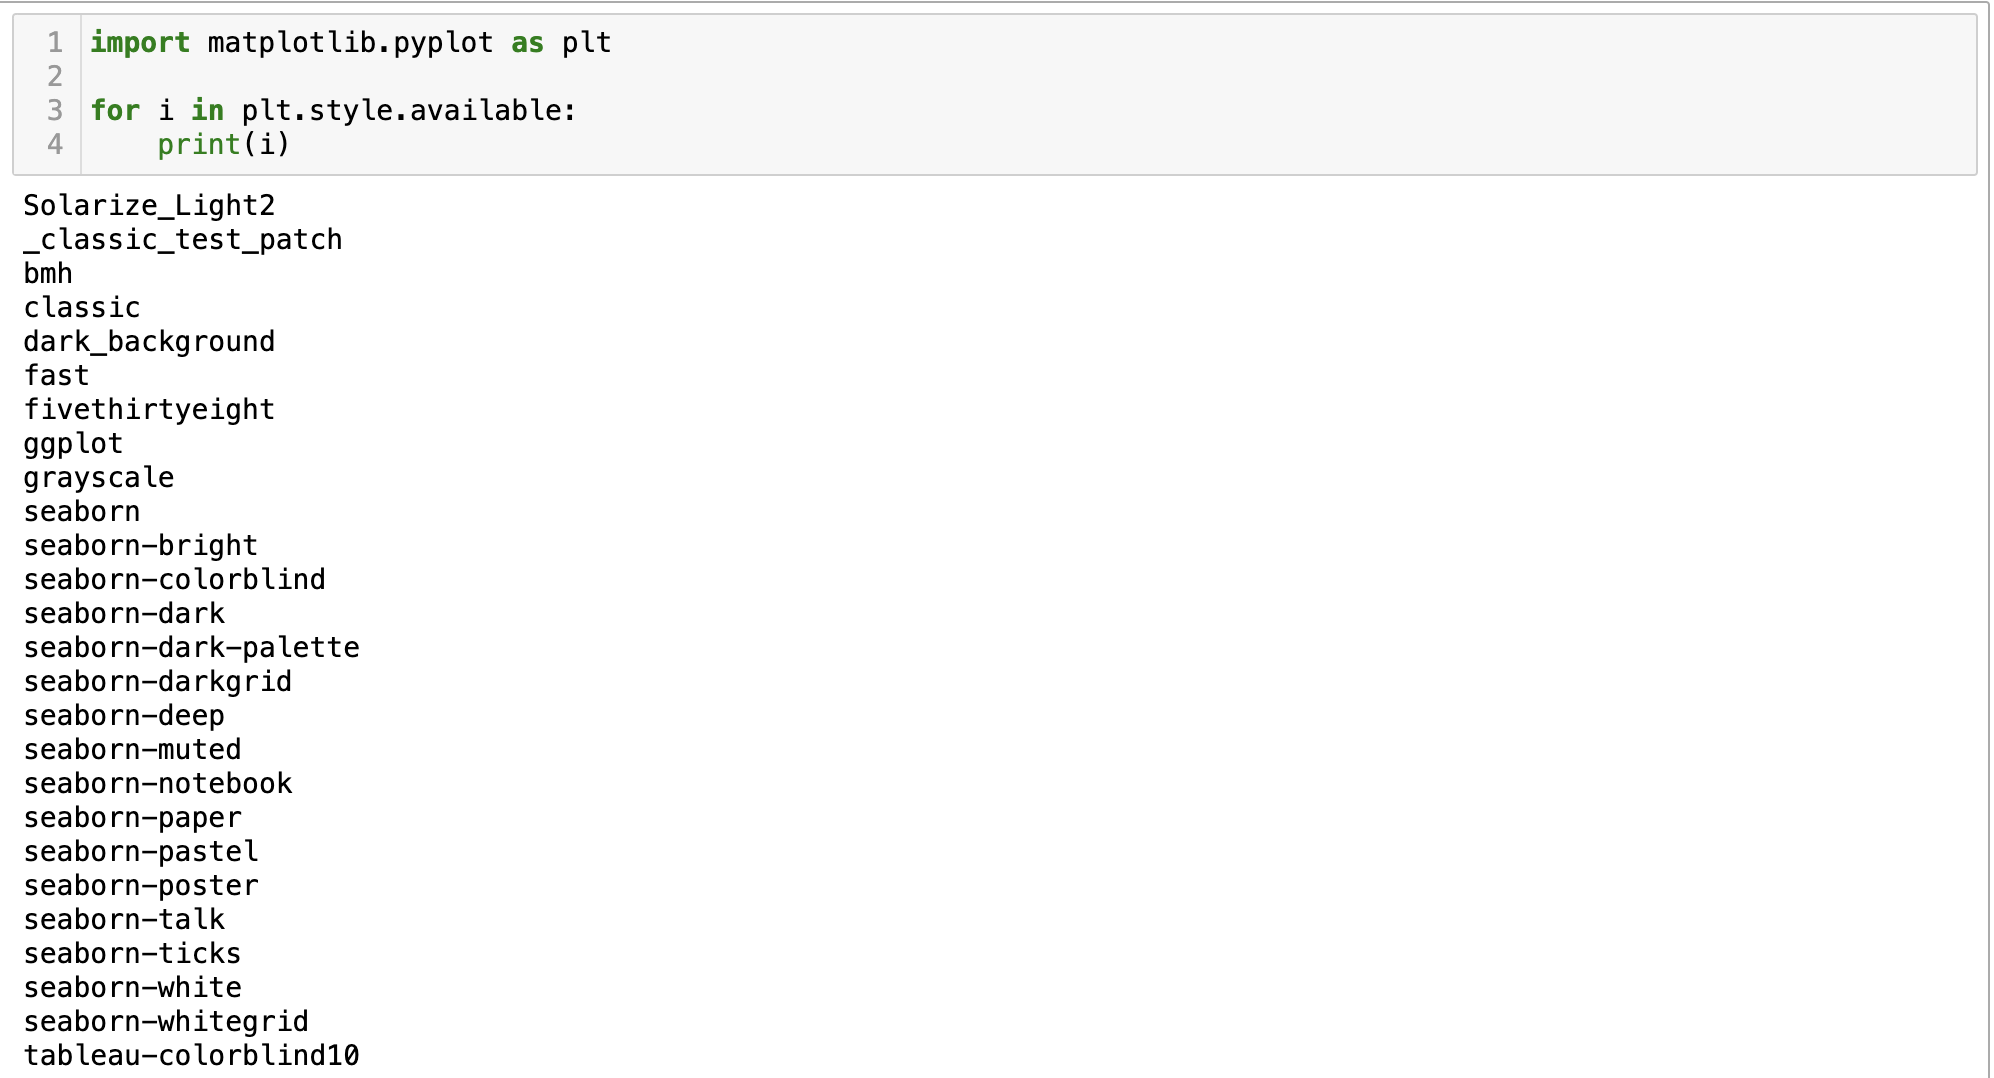 1 import matplotlib.pyplot as plt
2
3 for i in plt.style.available:
4     print(i)
Solarize_Light2
_classic_test_patch
bmh
classic
dark_background
fast
fivethirtyeight
ggplot
grayscale
seaborn
seaborn-bright
seaborn-colorblind
seaborn-dark
seaborn-dark-palette
seaborn-darkgrid
seaborn-deep
seaborn-muted
seaborn-notebook
seaborn-paper
seaborn-pastel
seaborn-poster
seaborn-talk
seaborn-ticks
seaborn-white
seaborn-whitegrid
tableau-colorblind10